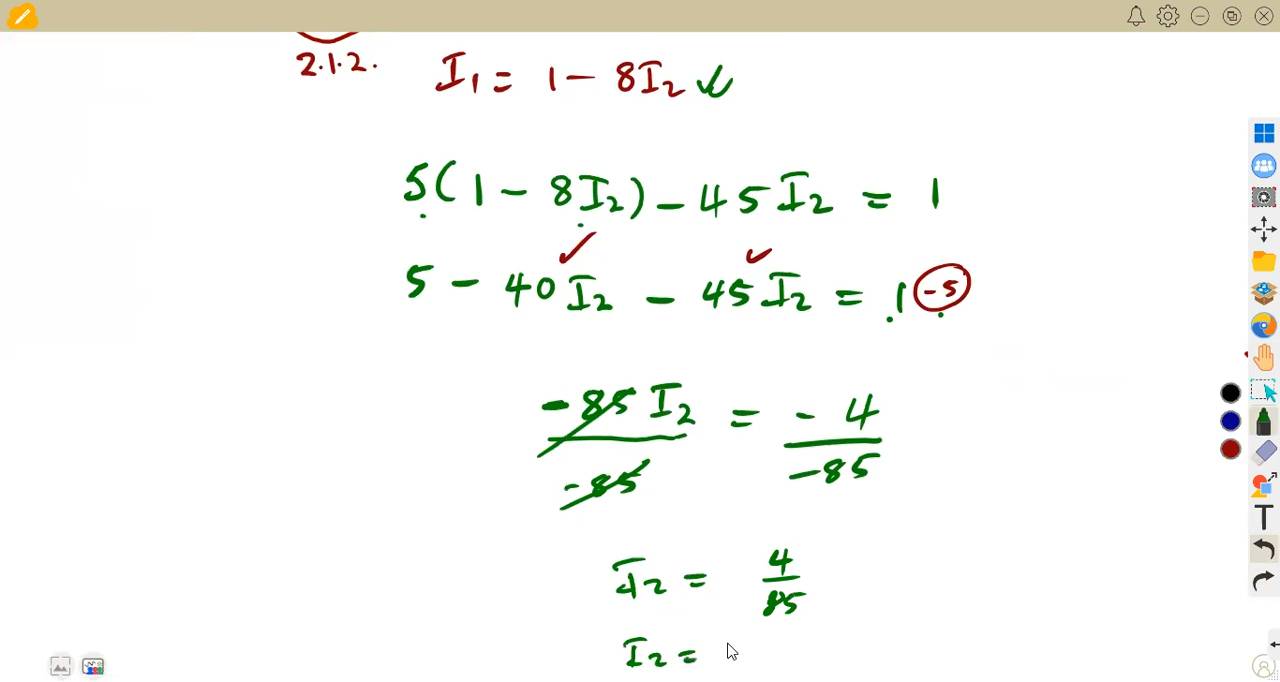 2.1.2.
I₁ = 1 - 8I₂
5(1 - 8I₂) - 45I₂ = 1
5 - 40I₂ - 45I₂ = 1 -5
-85I₂ = -4
-85 -85
I₂ = 4/85
I₂ =
T